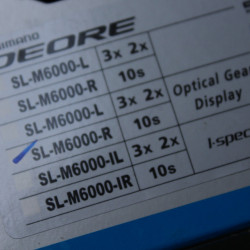 SHIMANO
DEORE
SL-M6000-L 3x 2x
SL-M6000-R 10s
SL-M6000-L 3x 2x Optical Gear
SL-M6000-R 10s Display
SL-M6000-IL 3x 2x I-spec
SL-M6000-IR 10s